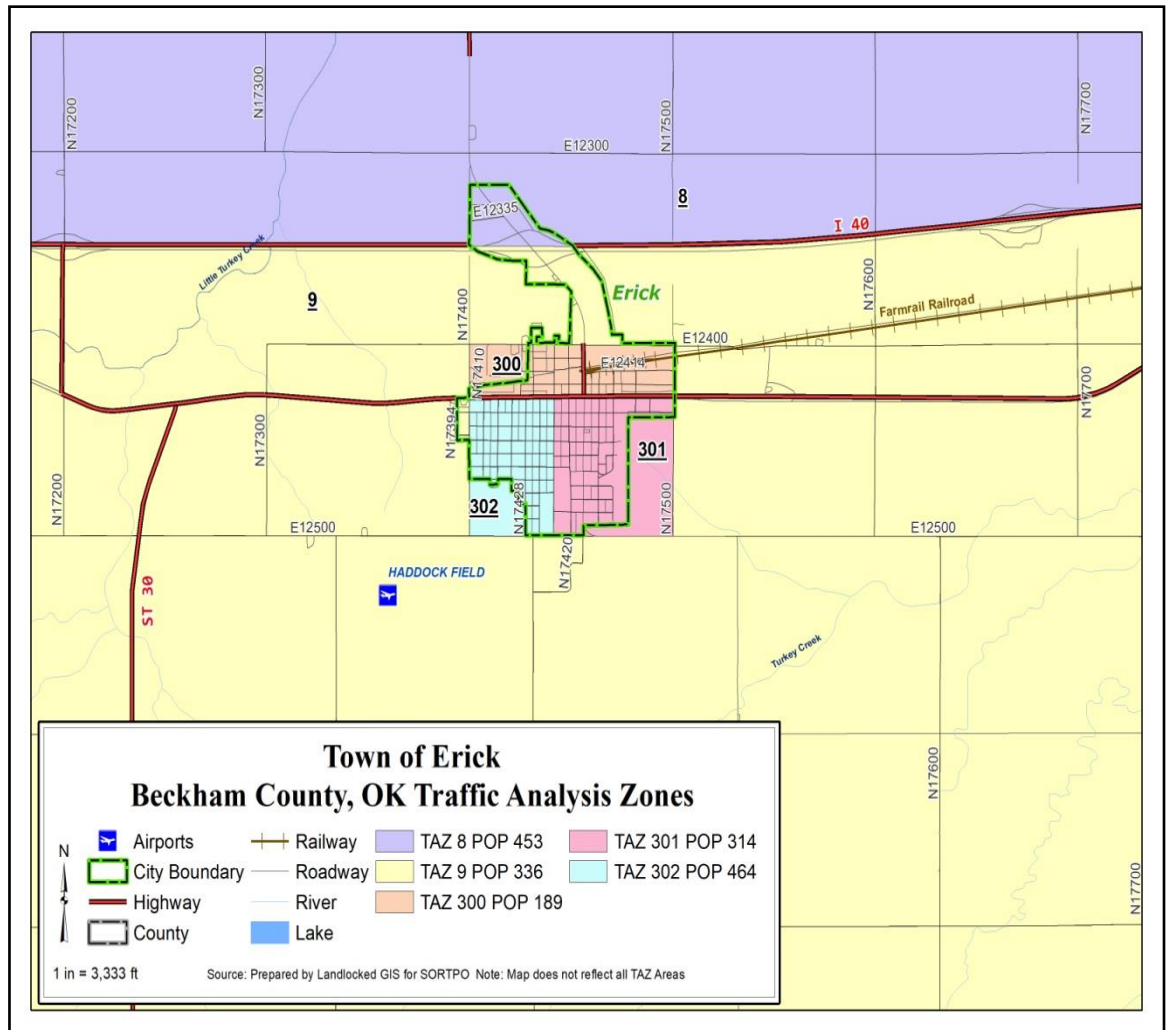 N17200
N17300
N17500
N17700
E12300
8
E12335
I 40
Little Turkey Creek
9
N17400
Erick
N17600
Farmrail Railroad
E12400
300
N17410
E12414
N17700
N17394
N17300
N17200
301
302
N17428
N17500
E12500
E12500
N17420
HADDOCK FIELD
ST 30
Turkey Creek
N17600
N17700
Town of Erick
Beckham County, OK Traffic Analysis Zones
N
Airports
Railway
TAZ 8 POP 453
TAZ 301 POP 314
City Boundary
Roadway
TAZ 9 POP 336
TAZ 302 POP 464
Highway
River
TAZ 300 POP 189
County
Lake
1 in = 3,333 ft
Source: Prepared by Landlocked GIS for SORTPO Note: Map does not reflect all TAZ Areas